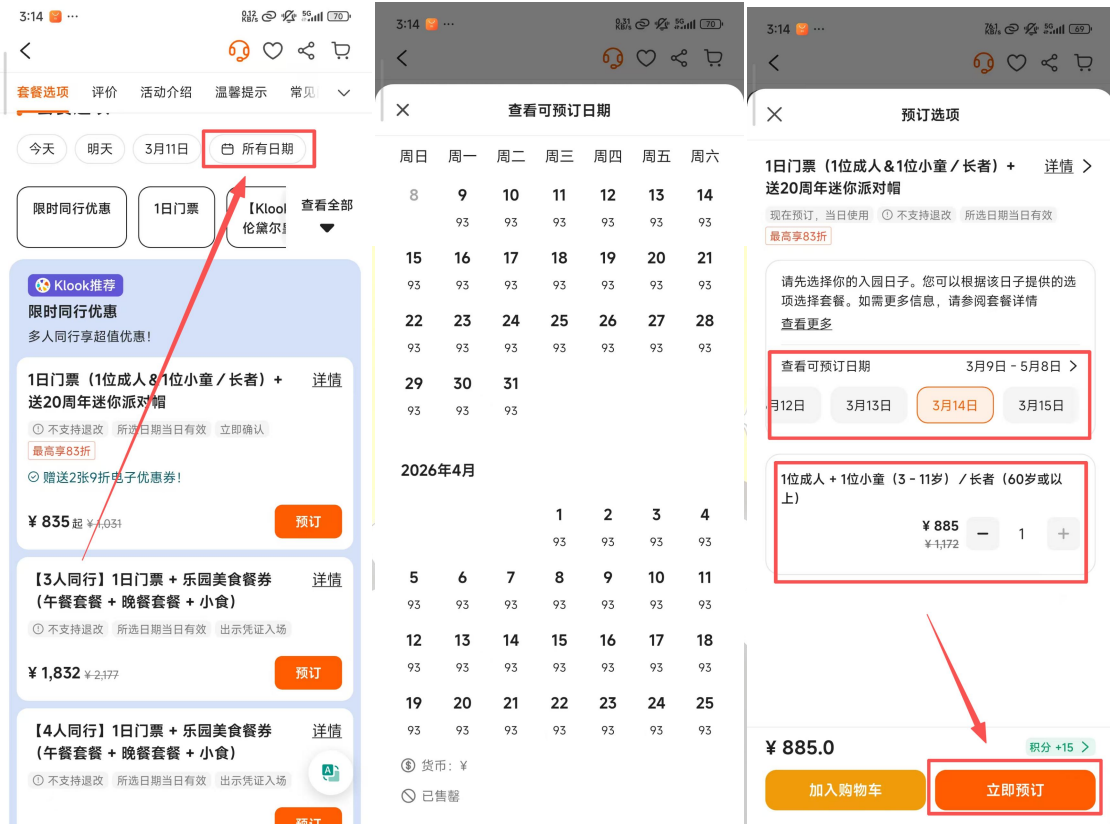 3:14 ···
0.12 KB/s 5G 70
套餐选项 评价 活动介绍 温馨提示 常见
今天 明天 3月11日 所有日期
限时同行优惠 1日门票 【Klook 查看全部
伦黛尔
Klook推荐
限时同行优惠
多人同行享超值优惠！
1日门票（1位成人＆1位小童／长者）+ 详情
送20周年迷你派对帽
不支持退改 所选日期当日有效 立即确认
最高享83折
赠送2张9折电子优惠券！
¥ 835 起 ¥ 1,031 预订
【3人同行】1日门票 + 乐园美食餐券 详情
（午餐套餐 + 晚餐套餐 + 小食）
不支持退改 所选日期当日有效 出示凭证入场
¥ 1,832 ¥ 2,177 预订
【4人同行】1日门票 + 乐园美食餐券 详情
（午餐套餐 + 晚餐套餐 + 小食）
不支持退改 所选日期当日有效 出示凭证入场
A
预订
3:14 ···
0.31 KB/s 5G 70
查看可预订日期
周日 周一 周二 周三 周四 周五 周六
8 9 10 11 12 13 14
93 93 93 93 93 93
15 16 17 18 19 20 21
93 93 93 93 93 93 93
22 23 24 25 26 27 28
93 93 93 93 93 93 93
29 30 31
93 93 93
2026年4月
1 2 3 4
93 93 93 93
5 6 7 8 9 10 11
93 93 93 93 93 93 93
12 13 14 15 16 17 18
93 93 93 93 93 93 93
19 20 21 22 23 24 25
93 93 93 93 93 93 93
货币：¥
已售罄
3:14 ···
76.1 KB/s 5G 69
预订选项
1日门票（1位成人&1位小童／长者）+ 详情
送20周年迷你派对帽
现在预订，当日使用 不支持退改 所选日期当日有效
最高享83折
请先选择你的入园日子。您可以根据该日子提供的选
项选择套餐。如需更多信息，请参阅套餐详情
查看更多
查看可预订日期 3月9日 - 5月8日
月12日 3月13日 3月14日 3月15日
1位成人 + 1位小童（3 - 11岁）／长者（60岁或以
上）
¥ 885
¥ 1,172
1
¥ 885.0 积分 +15
加入购物车 立即预订